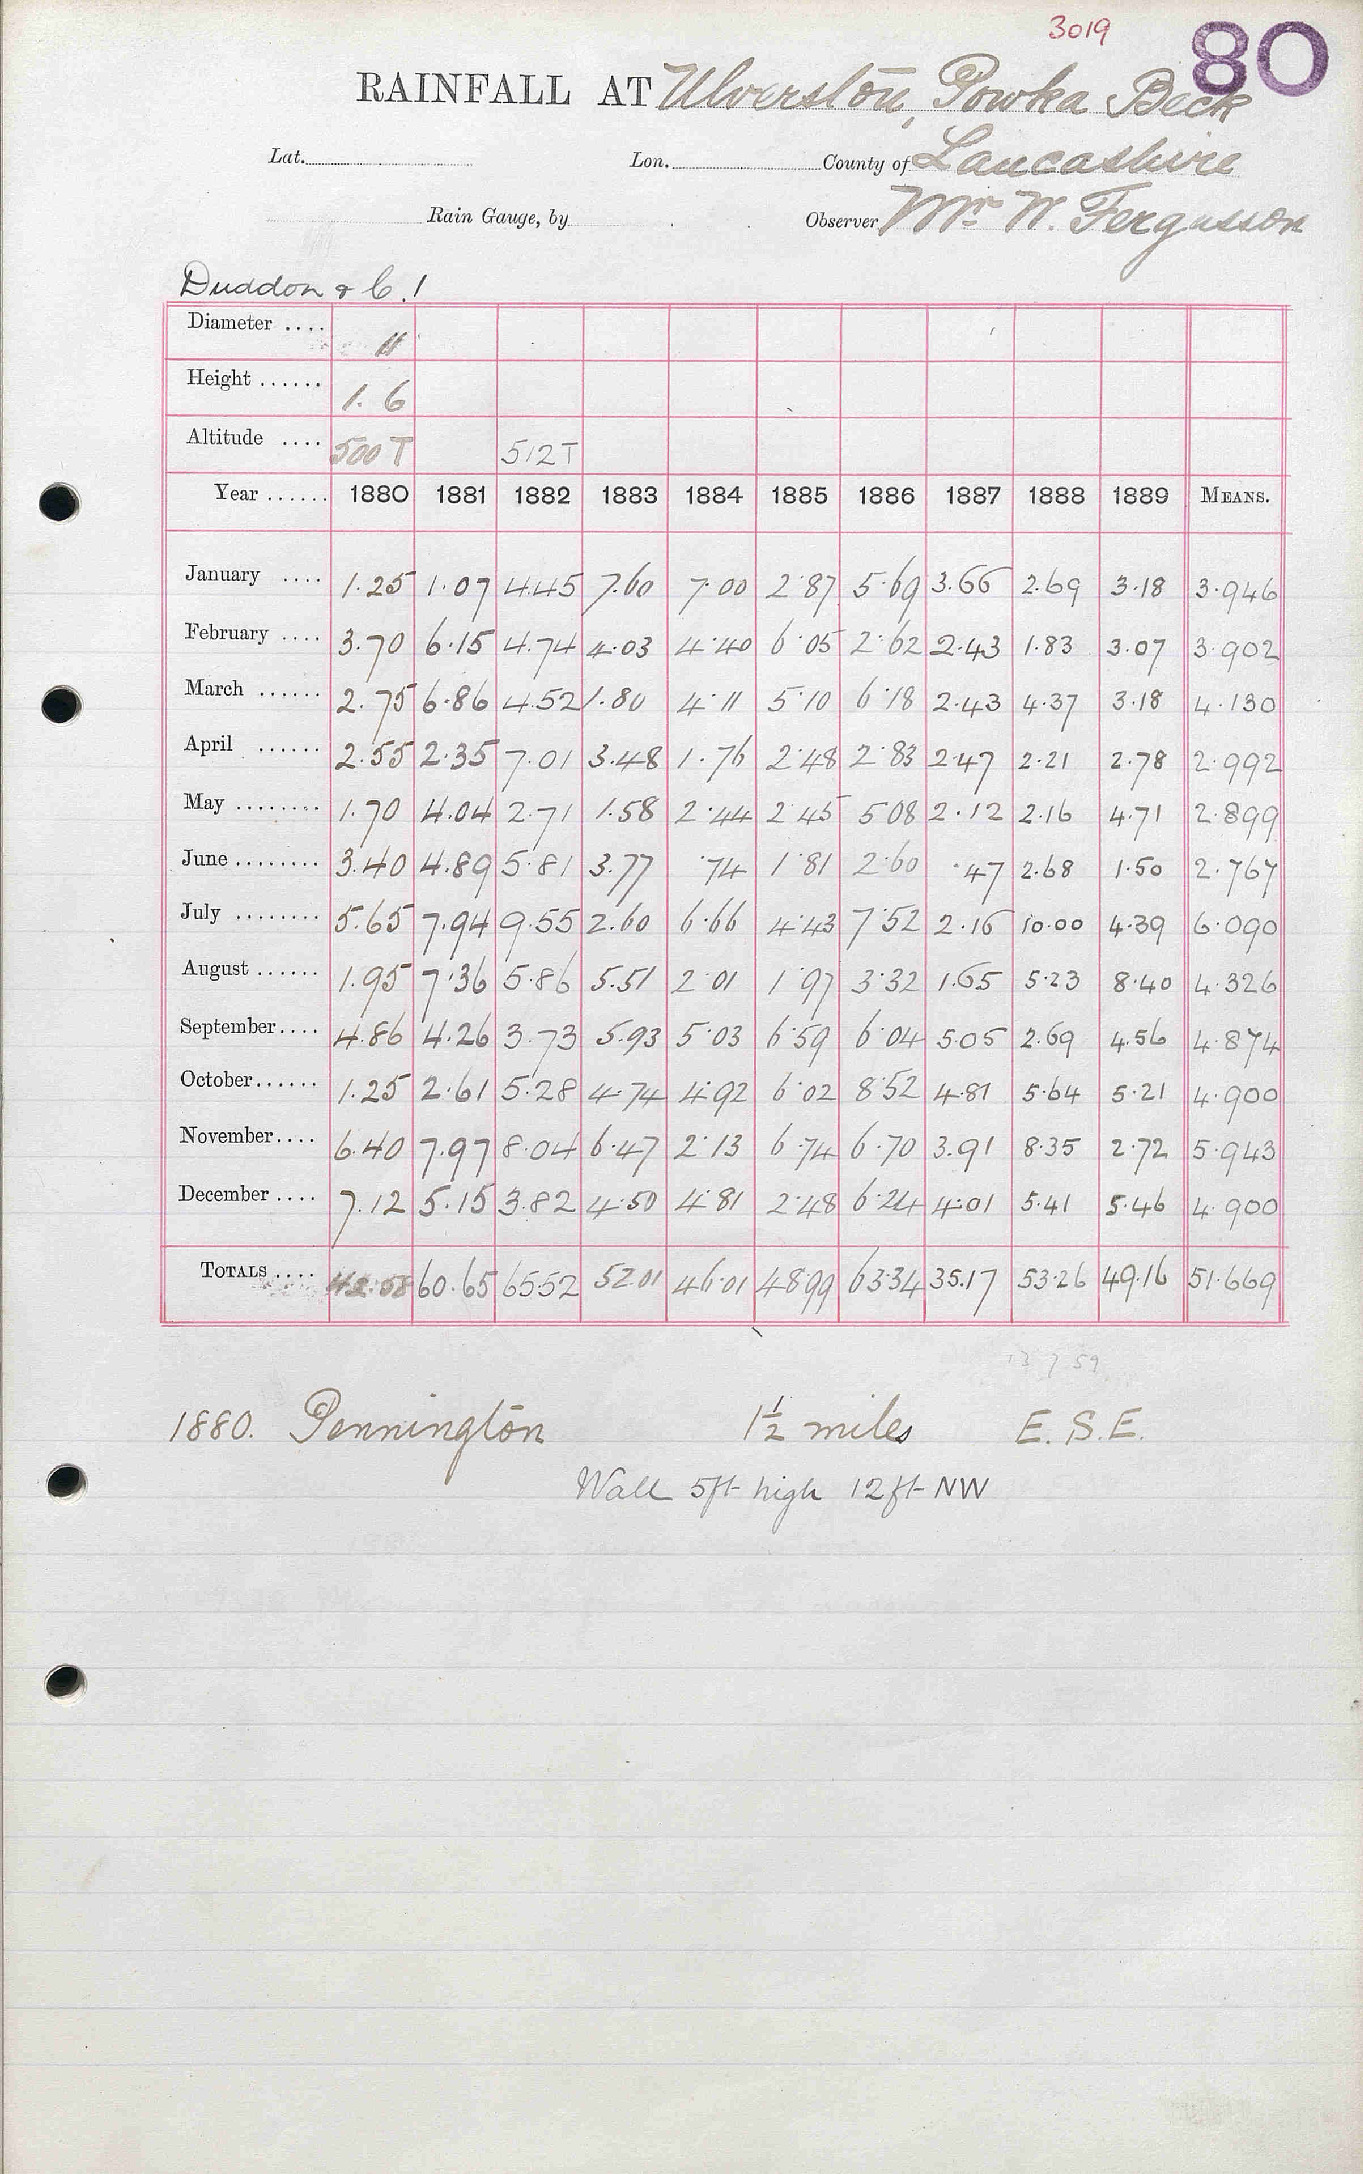 3019
80
RAINFALL AT Ulverston, Powka Beck
Lat. Lon. County of Lancashire
Rain Gauge, by Observer Mr W. Fergusson
Duddon & C. 1
Diameter .... 11
Height ...... 1.6
Altitude .... 500 T 512 T
Year ...... 1880 1881 1882 1883 1884 1885 1886 1887 1888 1889 MEANS.
January .... 1.25 1.07 4.45 7.60 7.00 2.87 5.69 3.66 2.69 3.18 3.946
February .... 3.70 6.15 4.74 4.03 4.40 6.05 2.62 2.43 1.83 3.07 3.902
March ...... 2.75 6.86 4.52 1.80 4.11 5.10 6.18 2.43 4.37 3.18 4.130
April ...... 2.55 2.35 7.01 3.48 1.76 2.48 2.83 2.47 2.21 2.78 2.992
May ........ 1.70 4.04 2.71 1.58 2.44 2.45 5.08 2.12 2.16 4.71 2.899
June ........ 3.40 4.89 5.81 3.77 .74 1.81 2.60 .47 2.68 1.50 2.767
July ........ 5.65 7.94 9.55 2.60 6.66 4.43 7.52 2.16 10.00 4.39 6.090
August ...... 1.95 7.36 5.86 5.51 2.01 1.97 3.32 1.65 5.23 8.40 4.326
September .... 4.86 4.26 3.73 5.93 5.03 6.59 6.04 5.05 2.69 4.56 4.874
October ...... 1.25 2.61 5.28 4.74 4.92 6.02 8.52 4.81 5.64 5.21 4.900
November .... 6.40 7.97 8.04 6.47 2.13 6.74 6.70 3.91 8.35 2.72 5.943
December .... 7.12 5.15 3.82 4.50 4.81 2.48 6.24 4.01 5.41 5.46 4.900
TOTALS .... 42.58 60.65 65.52 52.01 46.01 48.99 63.34 35.17 53.26 49.16 51.669
1880. Pennington 1½ miles E.S.E.
Wall 5ft high 12ft NW